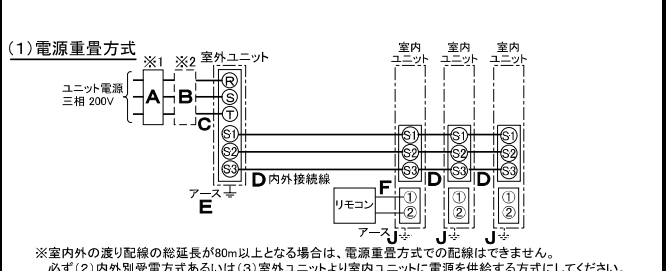 (1)電源重畳方式
※1 ※2 室外ユニット
室内ユニット 室内ユニット 室内ユニット
ユニット電源
三相 200V
A B C
R
S
T
S1 S1 S1 S1
S2 S2 S2 S2
S3 S3 S3 S3
D 内外接続線 D D
アース
E
リモコン
F
① ① ①
② ② ②
アース J J J
※室内外の渡り配線の総延長が80m以上となる場合は、電源重畳方式での配線はできません。
必ず(2)内外別受電方式あるいは(3)室外ユニットより室内ユニットに電源を供給する方式にしてください。